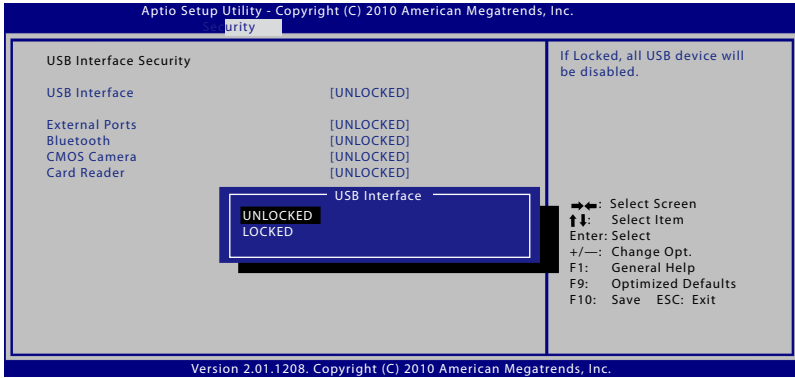 Aptio Setup Utility - Copyright (C) 2010 American Megatrends, Inc.
Security
USB Interface Security
USB Interface [UNLOCKED]
External Ports [UNLOCKED]
Bluetooth [UNLOCKED]
CMOS Camera [UNLOCKED]
Card Reader [UNLOCKED]
USB Interface
UNLOCKED
LOCKED
If Locked, all USB device will
be disabled.
→←: Select Screen
↑↓: Select Item
Enter: Select
+/—: Change Opt.
F1: General Help
F9: Optimized Defaults
F10: Save ESC: Exit
Version 2.01.1208. Copyright (C) 2010 American Megatrends, Inc.